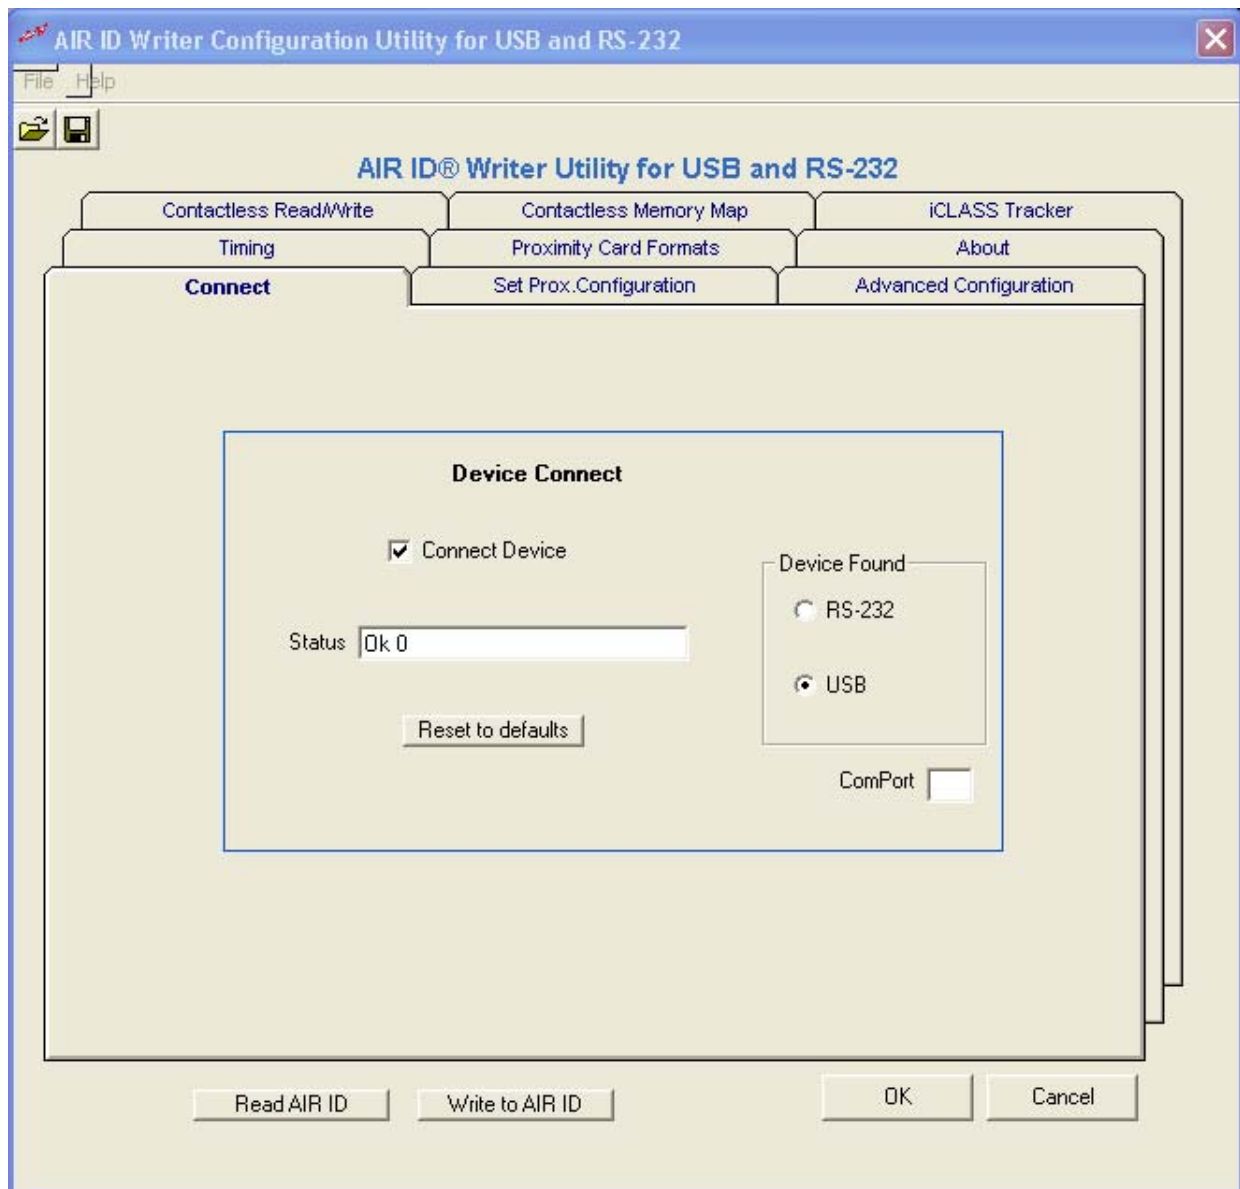 AIR ID Writer Configuration Utility for USB and RS-232
File Help
AIR ID® Writer Utility for USB and RS-232
Contactless Read/Write Contactless Memory Map iCLASS Tracker
Timing Proximity Card Formats About
Connect Set Prox.Configuration Advanced Configuration
Device Connect
Connect Device
Device Found
RS-232
Status Ok 0
USB
Reset to defaults
ComPort
Read AIR ID Write to AIR ID OK Cancel